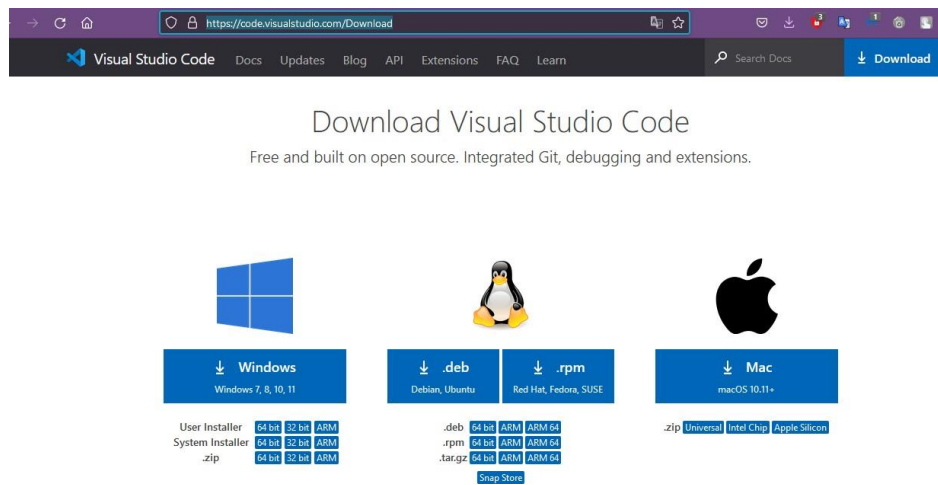 https://code.visualstudio.com/Download
3
1
Visual Studio Code Docs Updates Blog API Extensions FAQ Learn Search Docs Download
Download Visual Studio Code
Free and built on open source. Integrated Git, debugging and extensions.
Windows
Windows 7, 8, 10, 11
User Installer 64 bit 32 bit ARM
System Installer 64 bit 32 bit ARM
.zip 64 bit 32 bit ARM
.deb
Debian, Ubuntu
.rpm
Red Hat, Fedora, SUSE
.deb 64 bit ARM ARM 64
.rpm 64 bit ARM ARM 64
.tar.gz 64 bit ARM ARM 64
Snap Store
Mac
macOS 10.11+
.zip Universal Intel Chip Apple Silicon